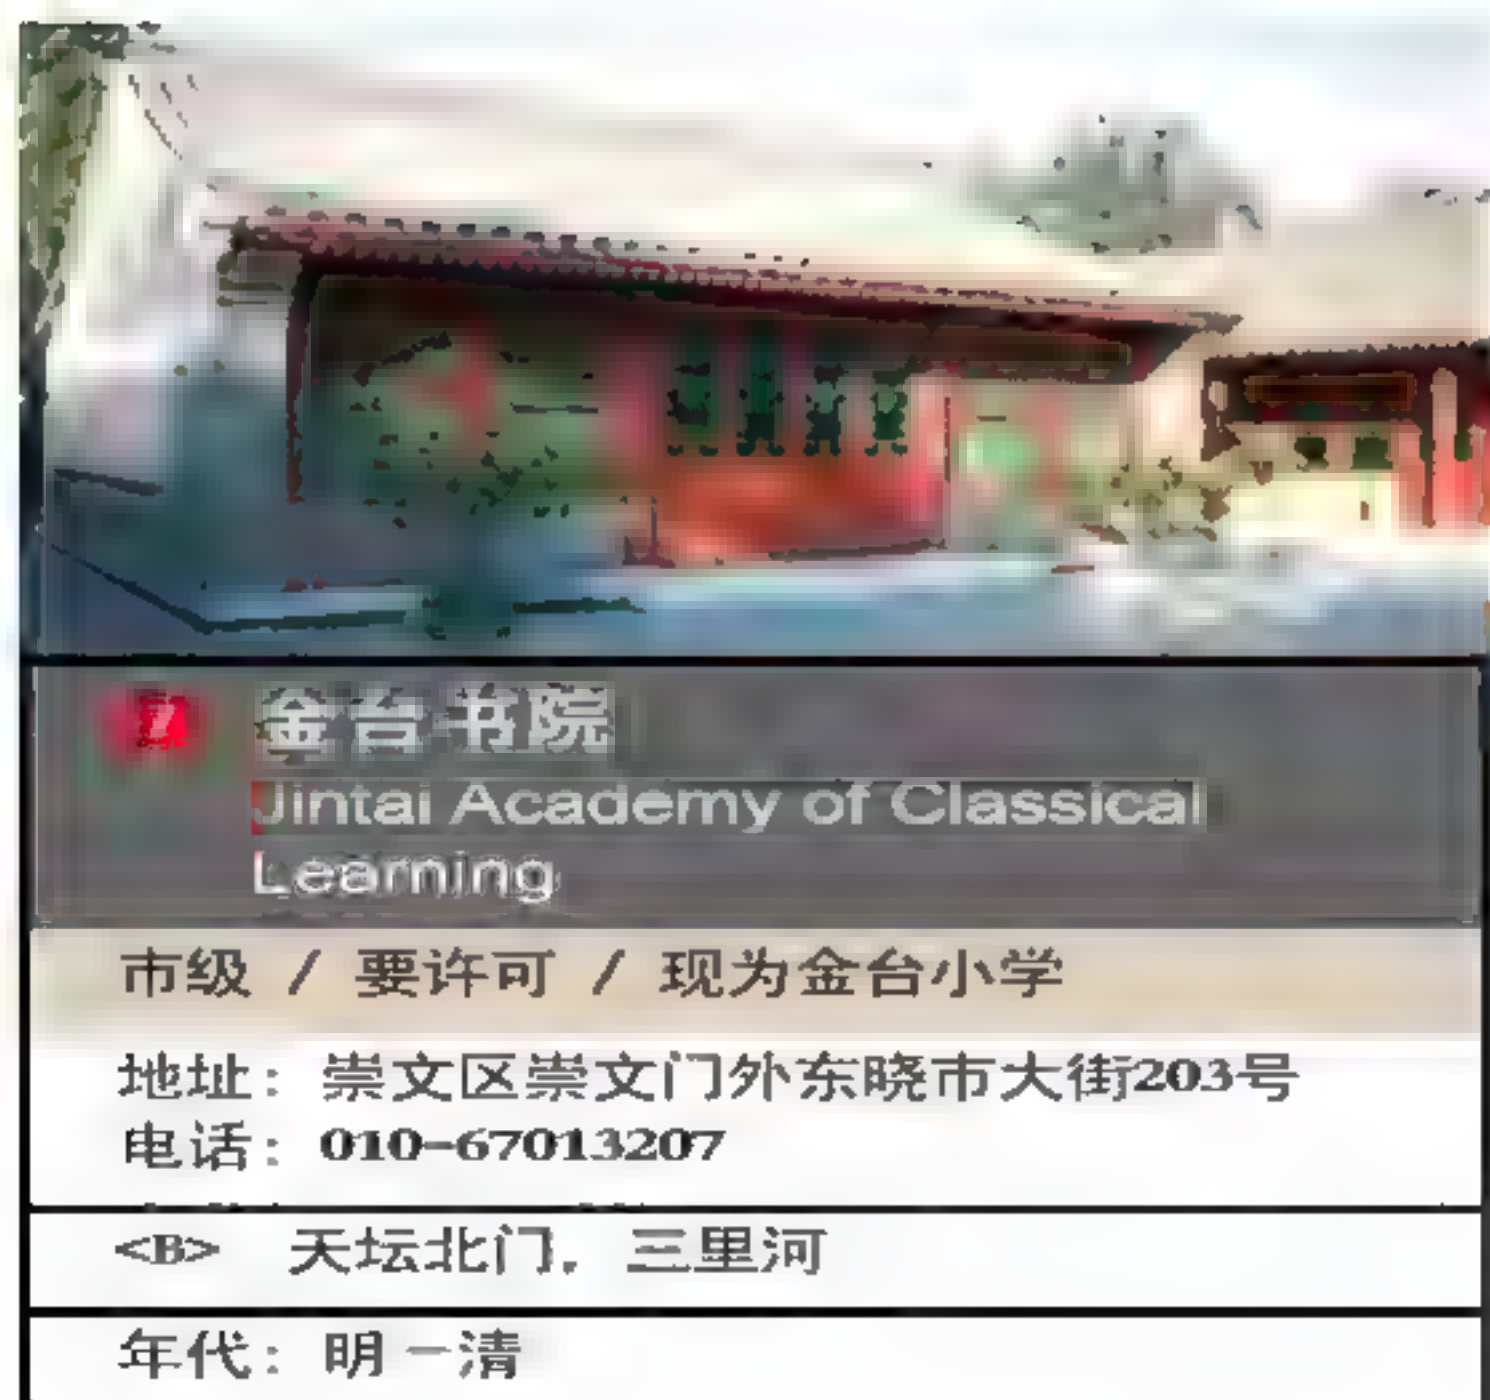 7 金台书院
Jintai Academy of Classical
Learning
市级 / 要许可 / 现为金台小学
地址：崇文区崇文门外东晓市大街203号
电话：010-67013207
<B> 天坛北门，三里河
年代：明－清